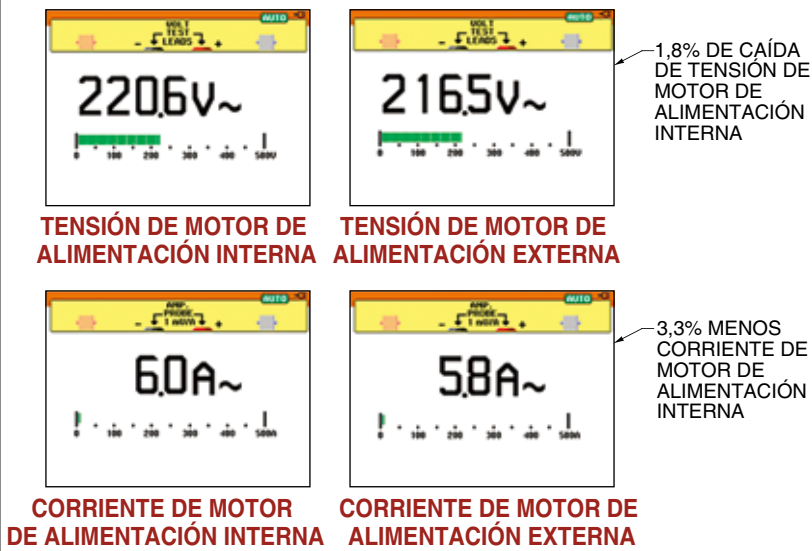 AUTO
VOLT
TEST
LEADS
- +
220.6V~
0 100 200 300 400 500V
AUTO
VOLT
TEST
LEADS
- +
216.5V~
0 100 200 300 400 500V
1,8% DE CAÍDA
DE TENSIÓN DE
MOTOR DE
ALIMENTACIÓN
INTERNA
TENSIÓN DE MOTOR DE
ALIMENTACIÓN INTERNA
TENSIÓN DE MOTOR DE
ALIMENTACIÓN EXTERNA
AUTO
AMP.
PROBE
1 mV/A
- +
6.0A~
0 100 200 300 400 500A
AUTO
AMP.
PROBE
1 mV/A
- +
5.8A~
0 100 200 300 400 500A
3,3% MENOS
CORRIENTE DE
MOTOR DE
ALIMENTACIÓN
INTERNA
CORRIENTE DE MOTOR
DE ALIMENTACIÓN INTERNA
CORRIENTE DE MOTOR DE
ALIMENTACIÓN EXTERNA